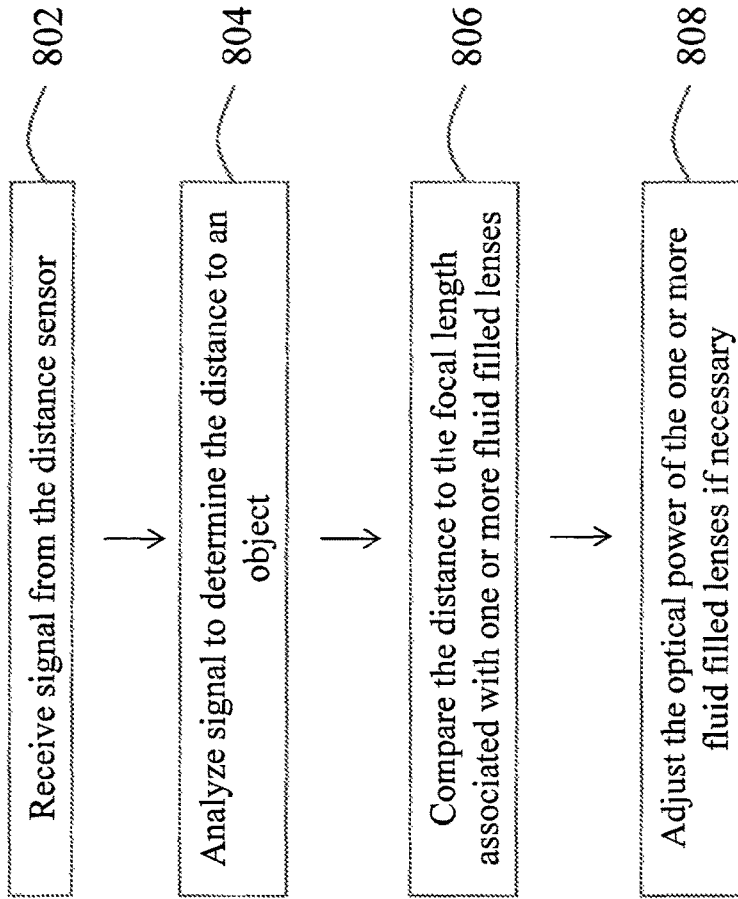 Receive signal from the distance sensor
802
Analyze signal to determine the distance to an
object
804
Compare the distance to the focal length
associated with one or more fluid filled lenses
806
Adjust the optical power of the one or more
fluid filled lenses if necessary
808